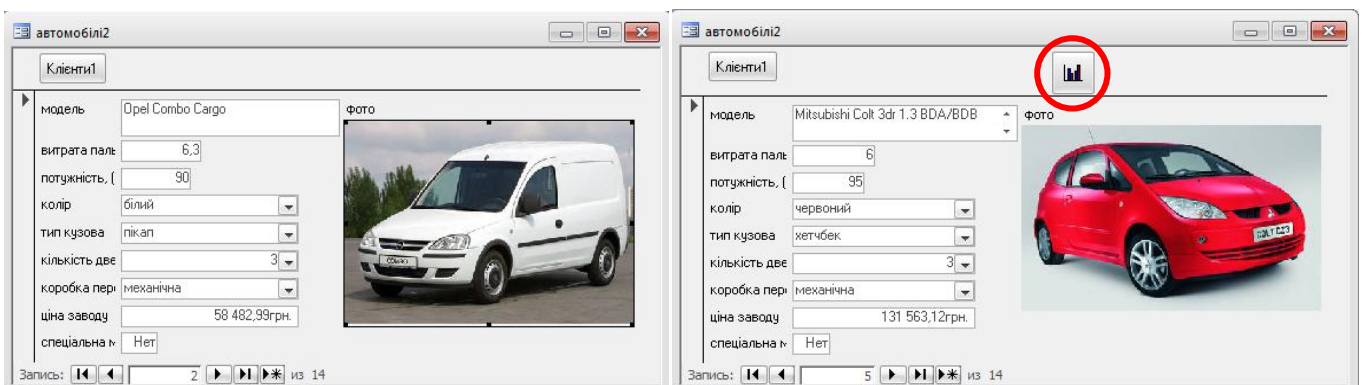 автомобілі2
Клієнти1
модель Opel Combo Cargo фото
витрата паль 6,3
потужність, ( 90
колір білий
тип кузова пікап
кількість две 3
коробка пер механічна
ціна заводу 58 482,99грн.
спеціальна Нет
Запись: 2 из 14
автомобілі2
Клієнти1
модель Mitsubishi Colt 3dr 1.3 BDA/BDB фото
витрата паль 6
потужність, ( 95
колір червоний
тип кузова хетчбек
кількість две 3
коробка пер механічна
ціна заводу 131 563,12грн.
спеціальна Нет
Запись: 5 из 14